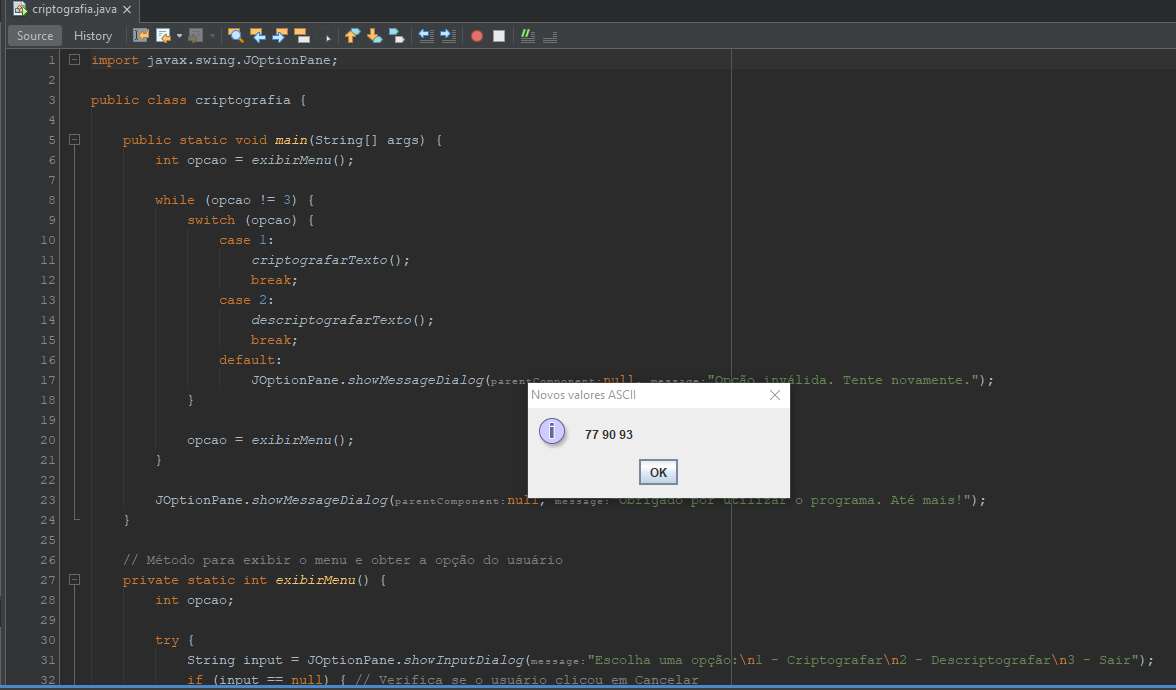 criptografia.java
Source History
1 import javax.swing.JOptionPane;
2
3 public class criptografia {
4
5 public static void main(String[] args) {
6 int opcao = exibirMenu();
7
8 while (opcao != 3) {
9 switch (opcao) {
10 case 1:
11 criptografarTexto();
12 break;
13 case 2:
14 descriptografarTexto();
15 break;
16 default:
17 JOptionPane.showMessageDialog(parentComponent:null, message:"Opção inválida. Tente novamente.");
18 }
19
20 opcao = exibirMenu();
21 }
22
23 JOptionPane.showMessageDialog(parentComponent:null, message:"Obrigado por utilizar o programa. Até mais!");
24 }
25
26 // Método para exibir o menu e obter a opção do usuário
27 private static int exibirMenu() {
28 int opcao;
29
30 try {
31 String input = JOptionPane.showInputDialog(message:"Escolha uma opção:\n1 - Criptografar\n2 - Descriptografar\n3 - Sair");
32 if (input == null) { // Verifica se o usuário clicou em Cancelar
Novos valores ASCII
77 90 93
OK